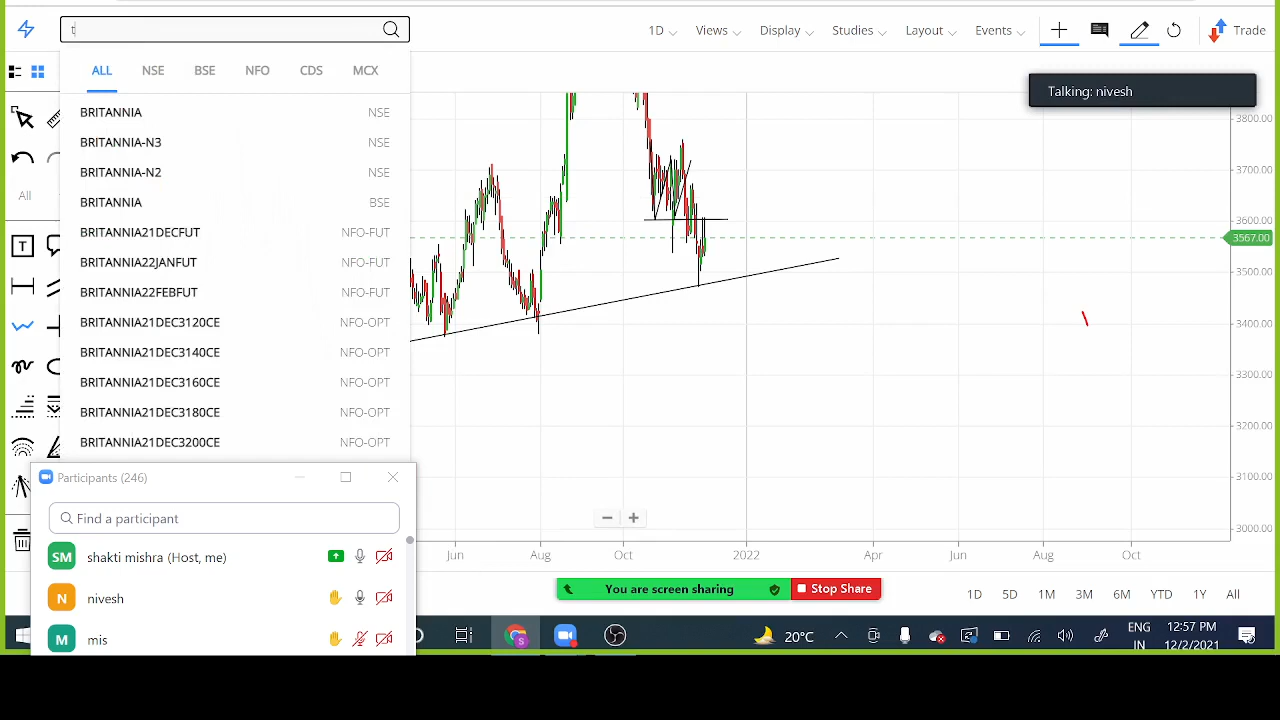 t
1D Views Display Studies Layout Events Trade
ALL NSE BSE NFO CDS MCX
Talking: nivesh
BRITANNIA NSE
BRITANNIA-N3 NSE
BRITANNIA-N2 NSE
BRITANNIA BSE
BRITANNIA21DECFUT NFO-FUT
BRITANNIA22JANFUT NFO-FUT
BRITANNIA22FEBFUT NFO-FUT
BRITANNIA21DEC3120CE NFO-OPT
BRITANNIA21DEC3140CE NFO-OPT
BRITANNIA21DEC3160CE NFO-OPT
BRITANNIA21DEC3180CE NFO-OPT
BRITANNIA21DEC3200CE NFO-OPT
All
T
3800.00
3700.00
3600.00
3567.00
3500.00
3400.00
3300.00
3200.00
3100.00
3000.00
Jun Aug Oct 2022 Apr Jun Aug Oct
Participants (246)
Find a participant
SM shakti mishra (Host, me)
N nivesh
M mis
You are screen sharing Stop Share
1D 5D 1M 3M 6M YTD 1Y All
20°C
ENG
IN
12:57 PM
12/2/2021